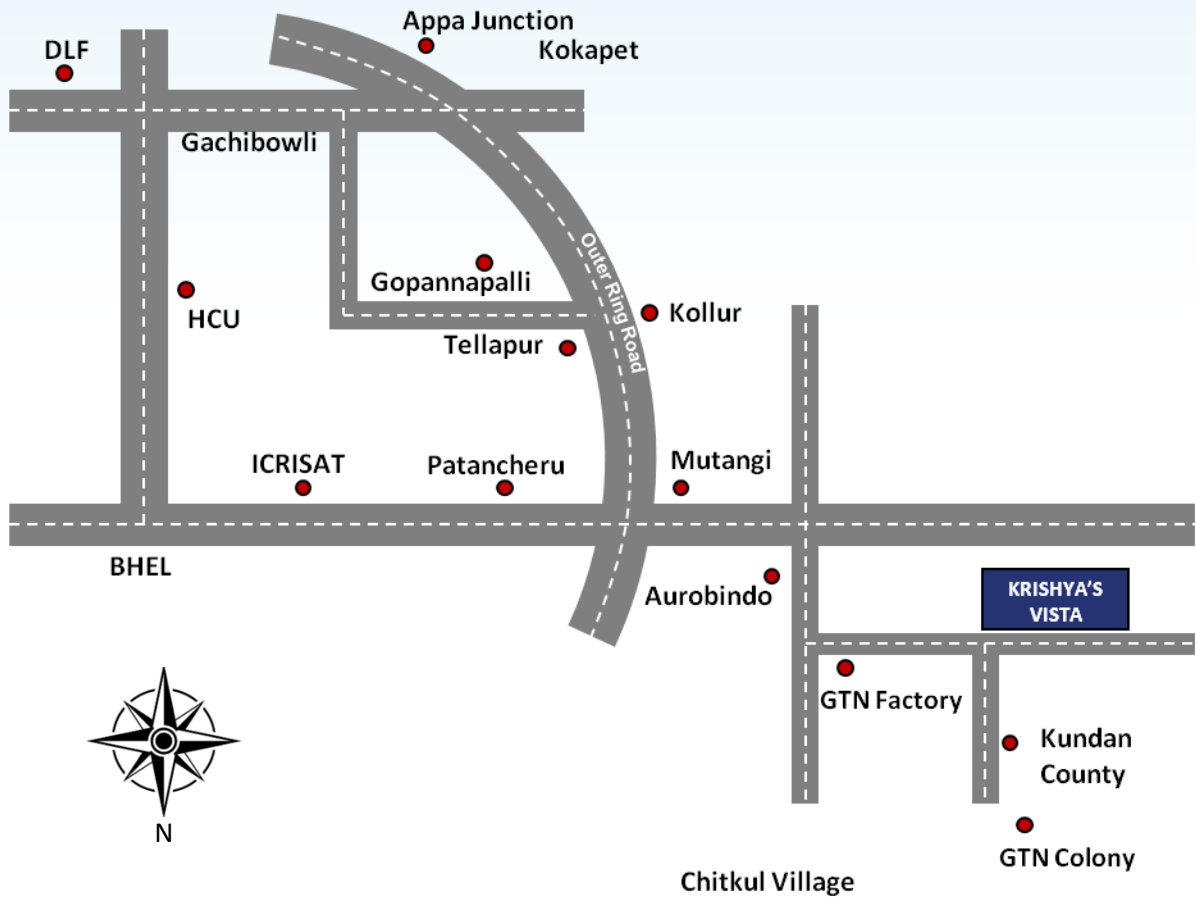 Appa Junction
Kokapet
DLF
Gachibowli
Outer Ring Road
Gopannapalli
HCU
Kollur
Tellapur
ICRISAT
Patancheru
Mutangi
BHEL
Aurobindo
KRISHYA'S
VISTA
GTN Factory
Kundan
County
N
GTN Colony
Chitkul Village